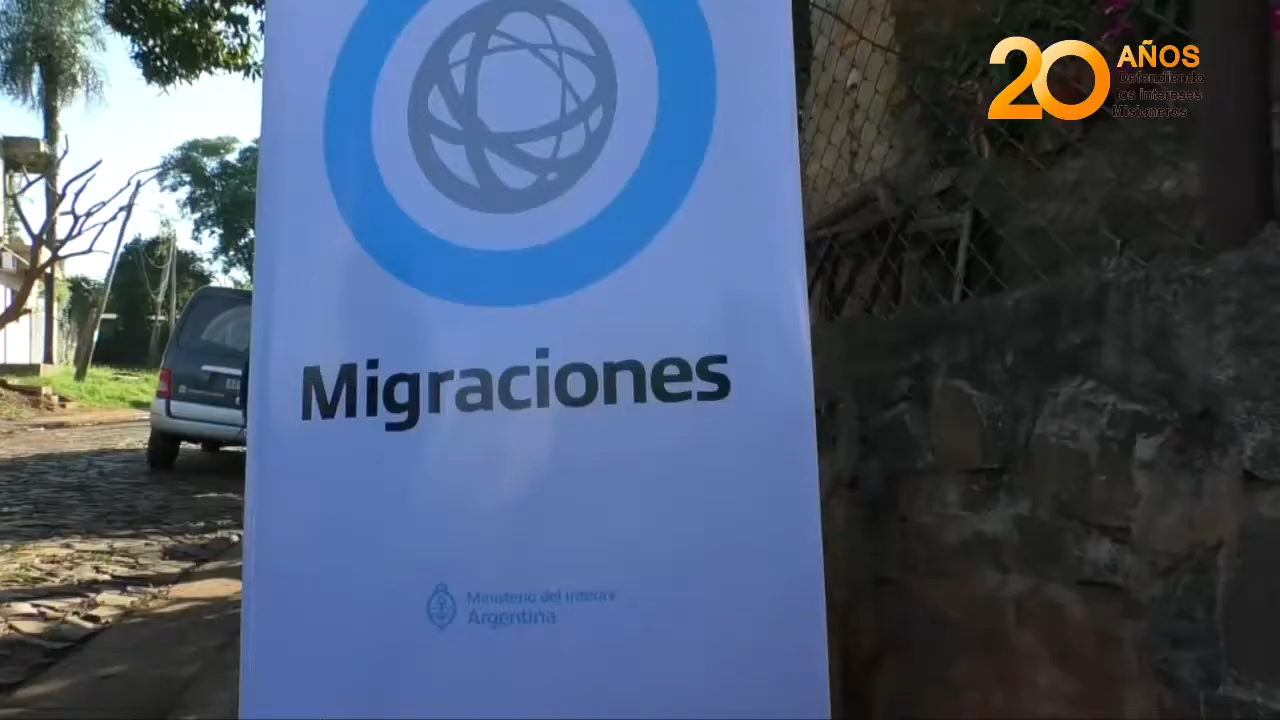 20 AÑOS
Defendiendo
los intereses
Misioneros
Migraciones
Ministerio del Interior
Argentina